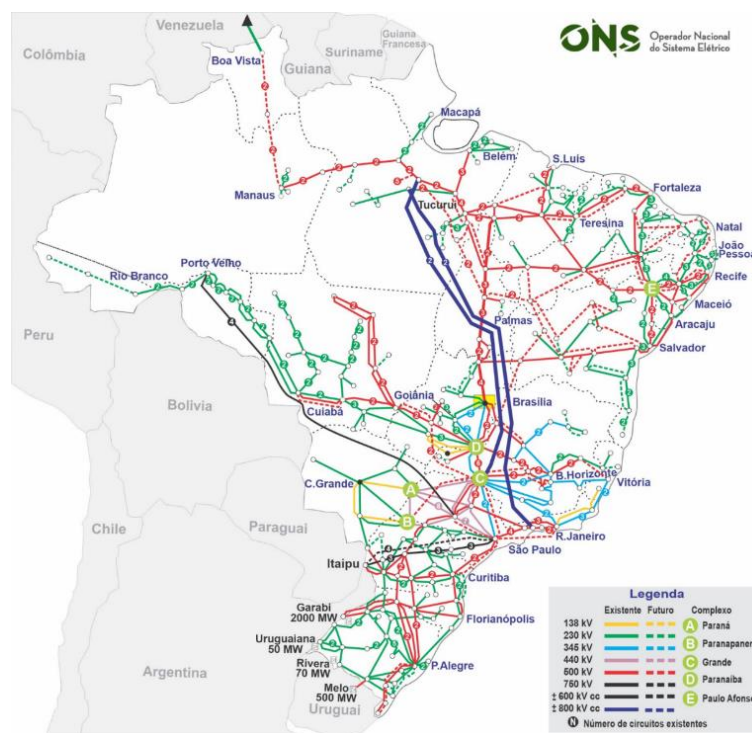 ONS
Operador Nacional
do Sistema Elétrico
Venezuela
Guiana
Francesa
Colômbia
Boa Vista
Guiana
Suriname
Macapá
Belém
S.Luis
Manaus
Fortaleza
Tucuruí
Teresina
Natal
João
Pessoa
Rio Branco
Porto Velho
Recife
E
Maceió
Palmas
Aracaju
Peru
Salvador
Bolívia
Cuiabá
Goiânia
Brasília
D
C.Grande
A
C
B.Horizonte
Vitória
B
Chile
Paraguai
R.Janeiro
São Paulo
Itaipu
Curitiba
Garabi
2000 MW
Florianópolis
Uruguaiana
50 MW
Rivera
70 MW
P.Alegre
Melo
500 MW
Argentina
Uruguai
Legenda
Existente Futuro Complexo
138 kV A Paraná
230 kV B Paranapanem
345 kV
440 kV C Grande
500 kV D Paranaíba
750 kV
± 600 kV cc E Paulo Afonso
± 800 kV cc
N Número de circuitos existentes